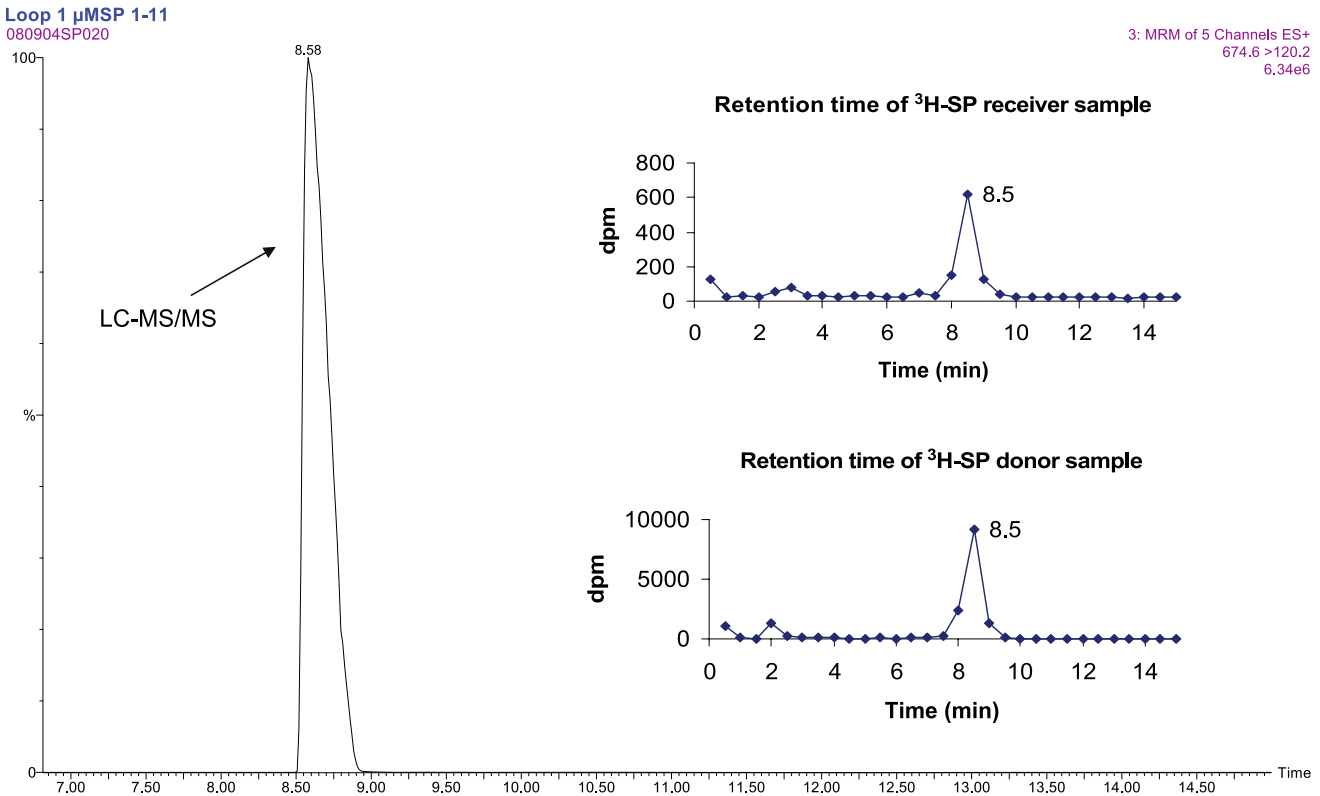 Loop 1 µMSP 1-11
080904SP020
3: MRM of 5 Channels ES+
674.6 >120.2
6.34e6
8.58
100
%
0
LC-MS/MS
7.00 7.50 8.00 8.50 9.00 9.50 10.00 10.50 11.00 11.50 12.00 12.50 13.00 13.50 14.00 14.50
Time
Retention time of ³H-SP receiver sample
800
600
400
200
0
dpm
8.5
0 2 4 6 8 10 12 14
Time (min)
Retention time of ³H-SP donor sample
10000
5000
0
dpm
8.5
0 2 4 6 8 10 12 14
Time (min)